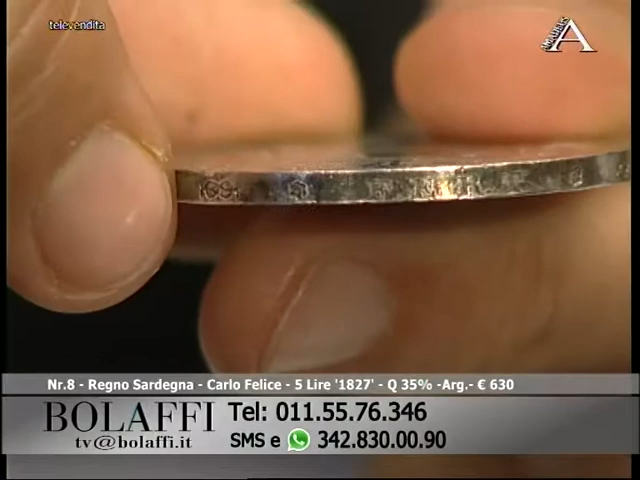 televendita
AMADEUS
A
Nr.8 - Regno Sardegna - Carlo Felice - 5 Lire '1827' - Q 35% -Arg.- € 630
BOLAFFI
tv@bolaffi.it
Tel: 011.55.76.346
SMS e 342.830.00.90